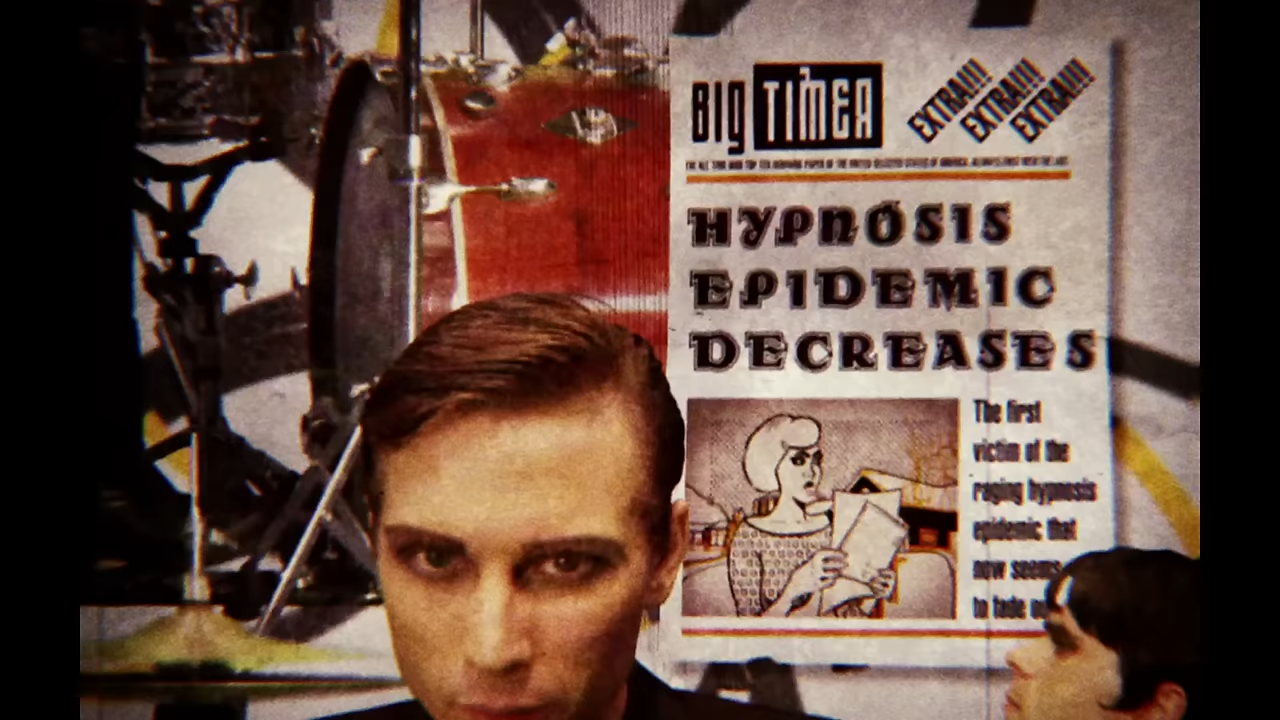 BIG TIMER
EXTRA!!! EXTRA!!! EXTRA!!!
HYPNOSIS
EPIDEMIC
DECREASES
The first
victim of the
raging hypnosis
epidemic that
now seems
to fade